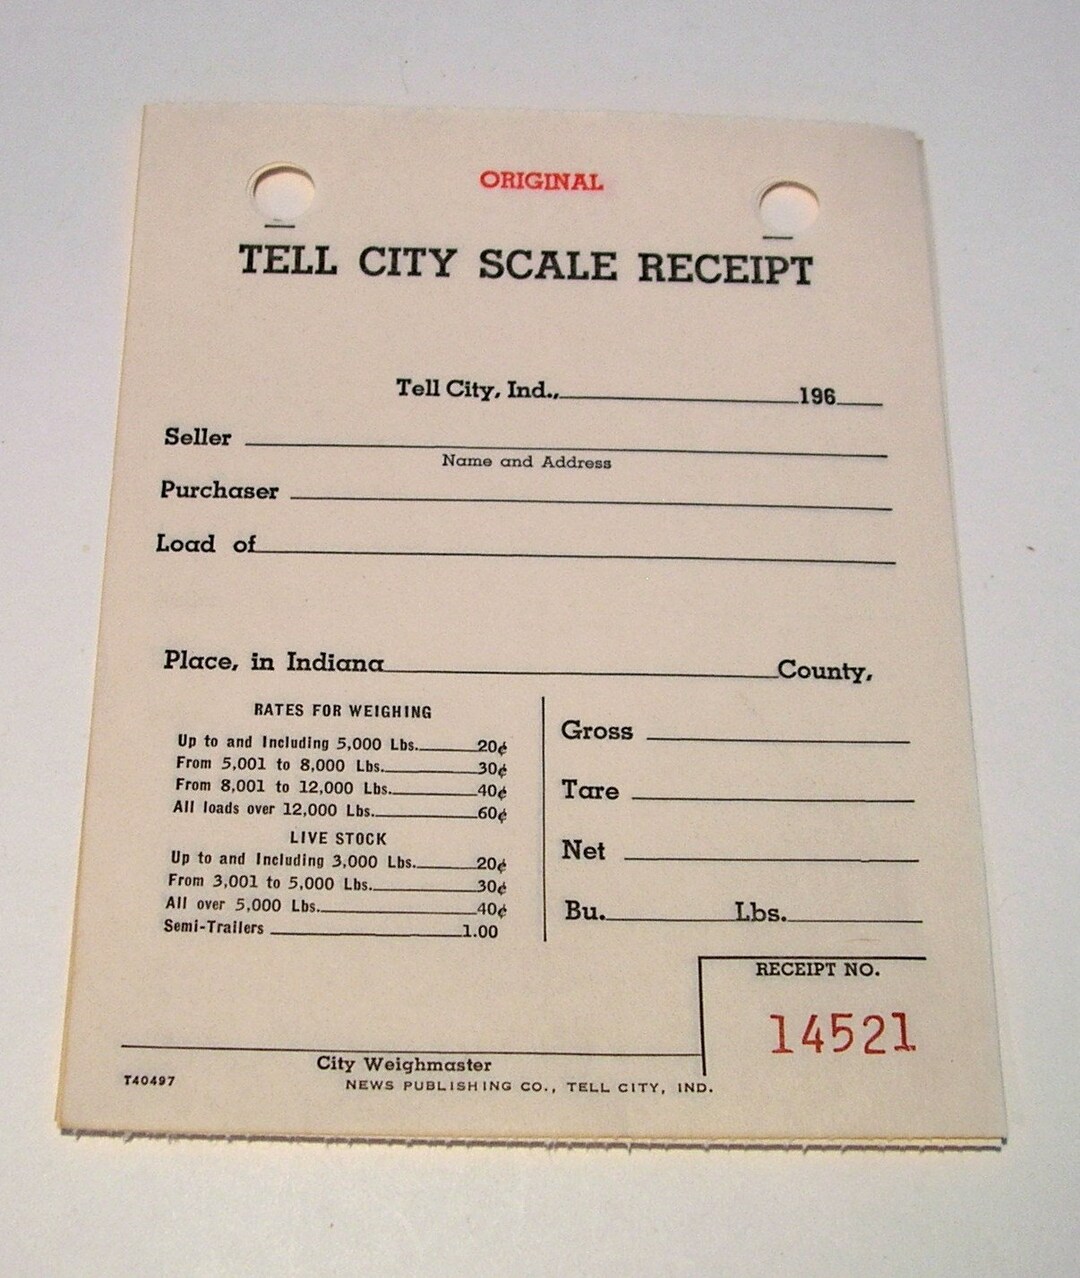 ORIGINAL
TELL CITY SCALE RECEIPT
Tell City, Ind., 196
Seller
Name and Address
Purchaser
Load of
Place, in Indiana County,
RATES FOR WEIGHING
Up to and Including 5,000 Lbs. 20¢
From 5,001 to 8,000 Lbs. 30¢
From 8,001 to 12,000 Lbs. 40¢
All loads over 12,000 Lbs. 60¢
LIVE STOCK
Up to and Including 3,000 Lbs. 20¢
From 3,001 to 5,000 Lbs. 30¢
All over 5,000 Lbs. 40¢
Semi-Trailers 1.00
Gross
Tare
Net
Bu. Lbs.
RECEIPT NO.
14521
City Weighmaster
T40497
NEWS PUBLISHING CO., TELL CITY, IND.